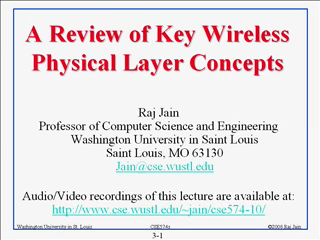 A Review of Key Wireless
Physical Layer Concepts
Raj Jain
Professor of Computer Science and Engineering
Washington University in Saint Louis
Saint Louis, MO 63130
Jain@cse.wustl.edu
Audio/Video recordings of this lecture are available at:
http://www.cse.wustl.edu/~jain/cse574-10/
Washington University in St. Louis CSE574s ©2008 Raj Jain
3-1